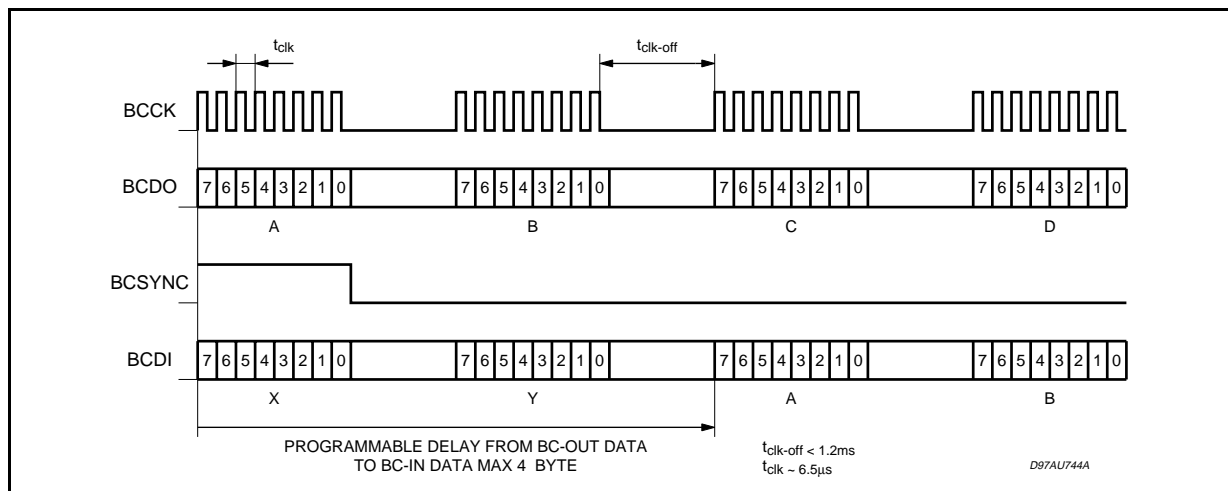 tclk
tclk-off
BCCK
BCDO
7 6 5 4 3 2 1 0
7 6 5 4 3 2 1 0
7 6 5 4 3 2 1 0
7 6 5 4 3 2 1 0
A
B
C
D
BCSYNC
BCDI
7 6 5 4 3 2 1 0
7 6 5 4 3 2 1 0
7 6 5 4 3 2 1 0
7 6 5 4 3 2 1 0
X
Y
A
B
PROGRAMMABLE DELAY FROM BC-OUT DATA
TO BC-IN DATA MAX 4 BYTE
tclk-off < 1.2ms
tclk ~ 6.5µs
D97AU744A